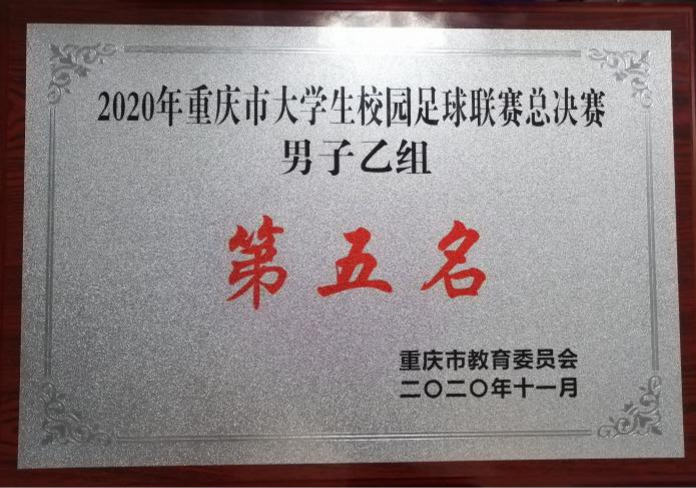 2020年重庆市大学生校园足球联赛总决赛
男子乙组
第五名
重庆市教育委员会
二〇二〇年十一月